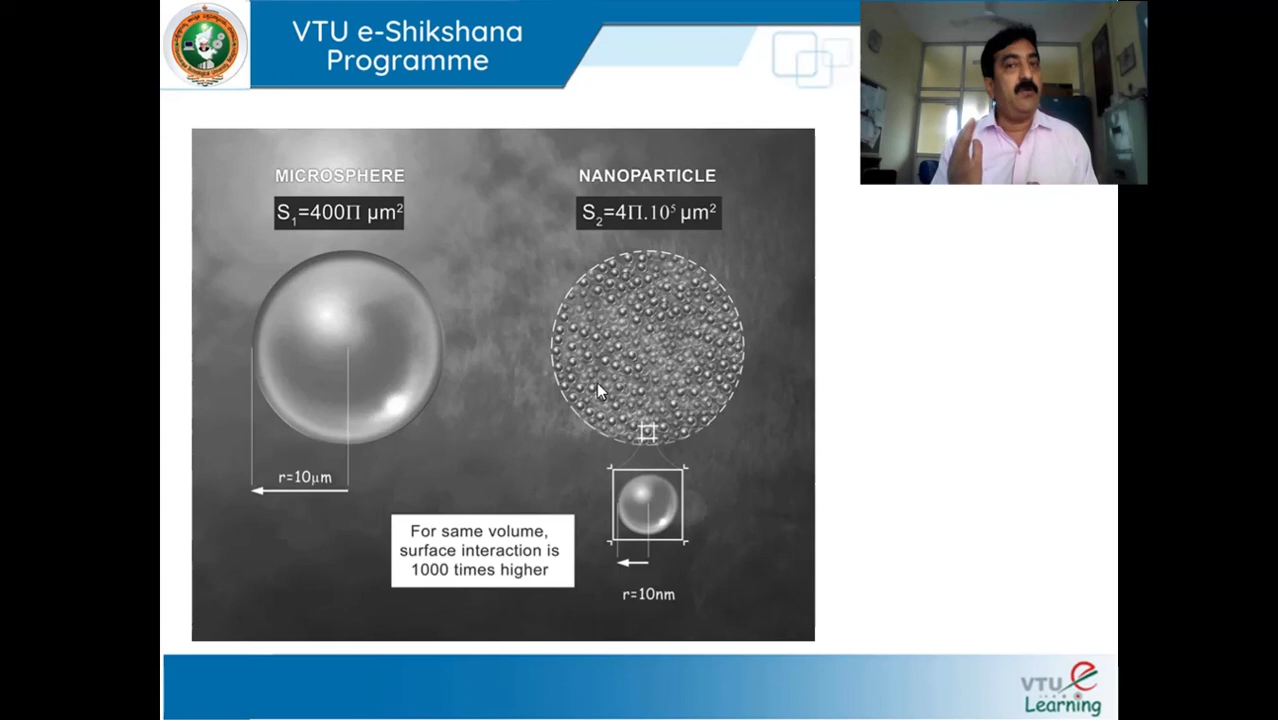 VTU e-Shikshana
Programme
MICROSPHERE
NANOPARTICLE
S₁=400Π µm²
S₂=4Π.10⁵ µm²
r=10µm
For same volume,
surface interaction is
1000 times higher
r=10nm
VTU e
Learning